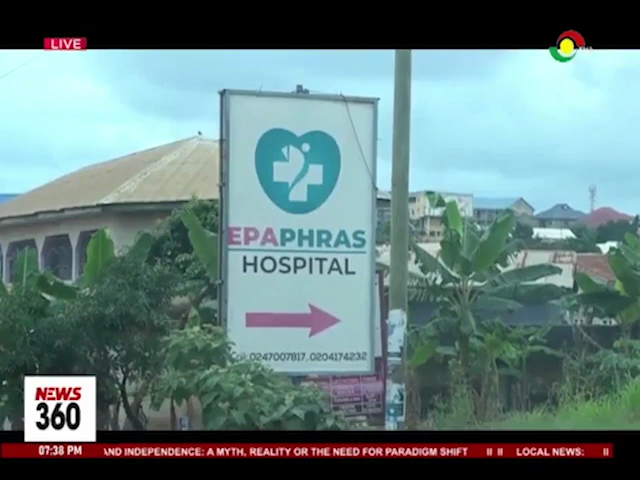 LIVE
EPAPHRAS
HOSPITAL
0247007817, 0204174232
NEWS
360
07:38 PM
AND INDEPENDENCE: A MYTH, REALITY OR THE NEED FOR PARADIGM SHIFT
LOCAL NEWS: